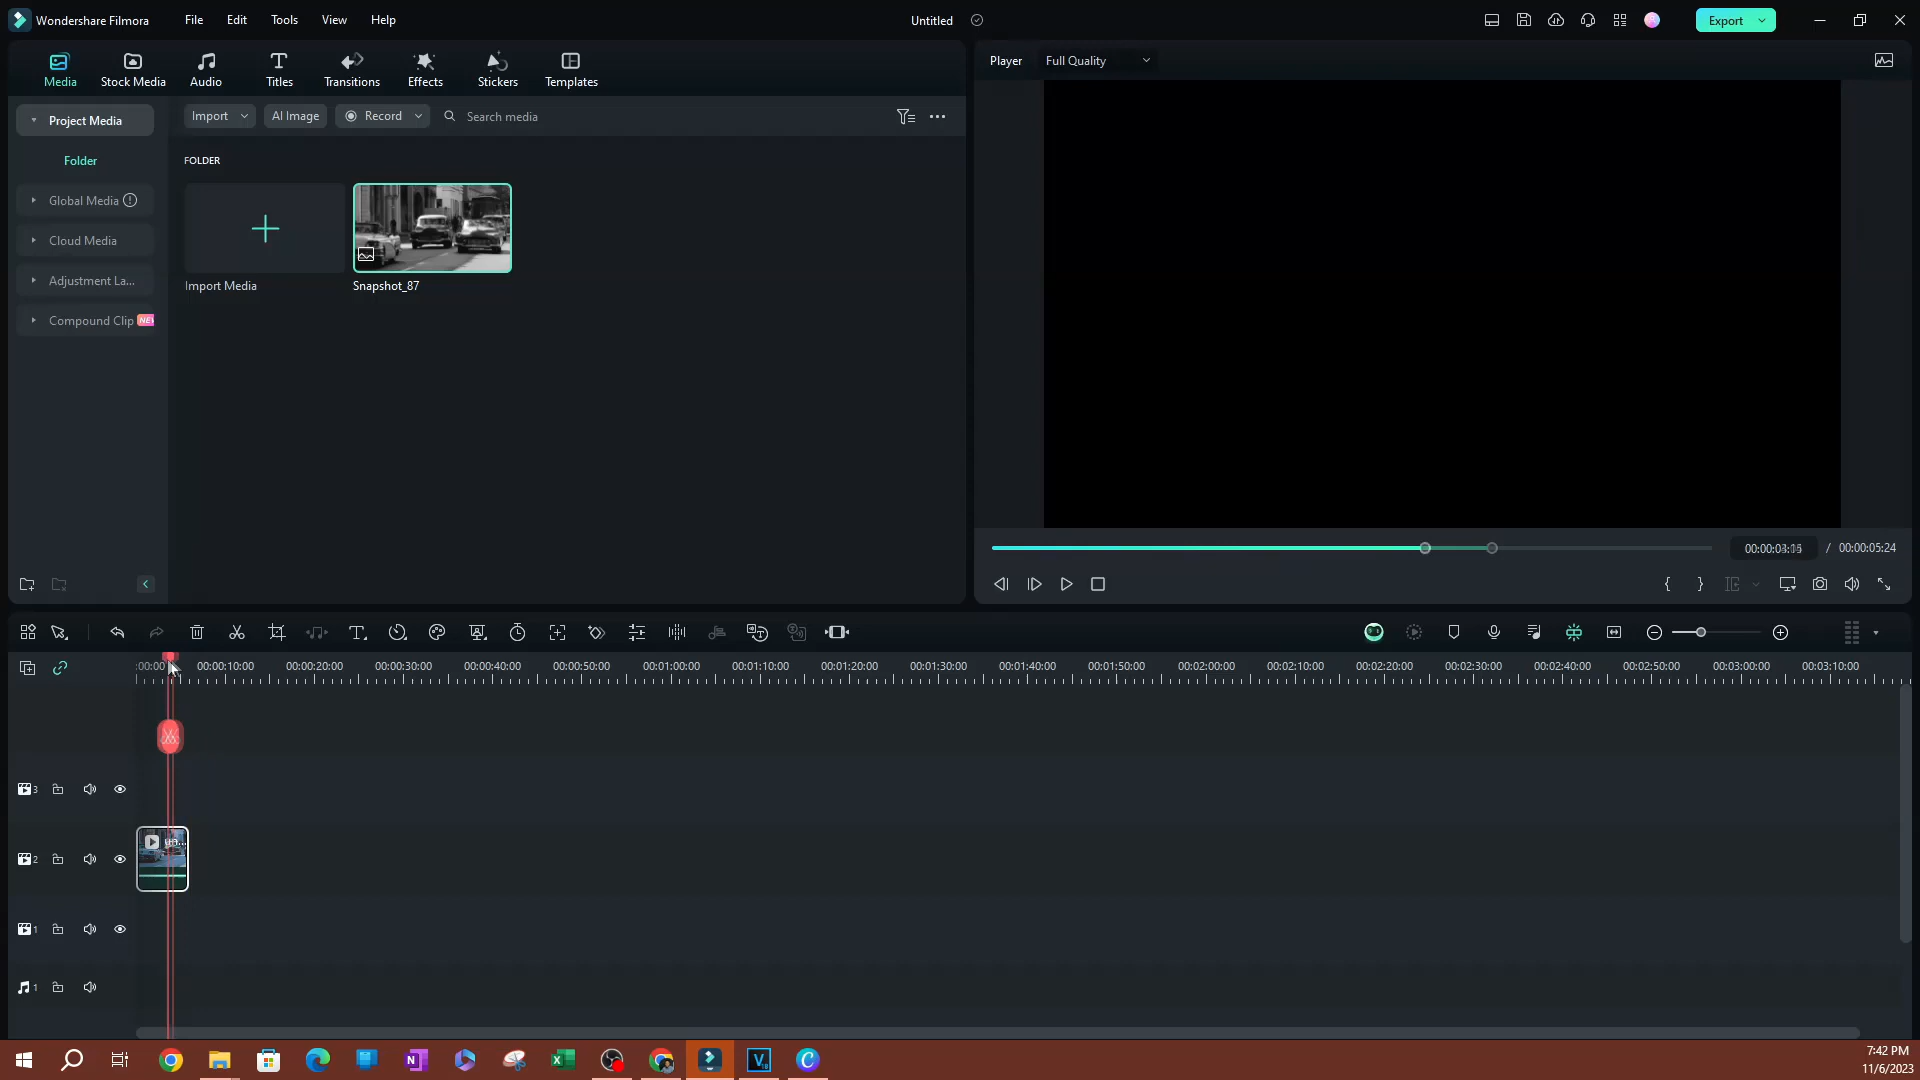 Wondershare Filmora
File
Edit
Tools
View
Help
Untitled
Export
Media
Stock Media
Audio
Titles
Transitions
Effects
Stickers
Templates
Player
Full Quality
Project Media
Import
AI Image
Record
Search media
Folder
FOLDER
Global Media
Cloud Media
Adjustment La...
Compound Clip
Import Media
Snapshot_87
/ 00:00:05:24
:00:00
00:00:10:00
00:00:20:00
00:00:30:00
00:00:40:00
00:00:50:00
00:01:00:00
00:01:10:00
00:01:20:00
00:01:30:00
00:01:40:00
00:01:50:00
00:02:00:00
00:02:10:00
00:02:20:00
00:02:30:00
00:02:40:00
00:02:50:00
00:03:00:00
00:03:10:00
3
2
1
1
7:42 PM
11/6/2023